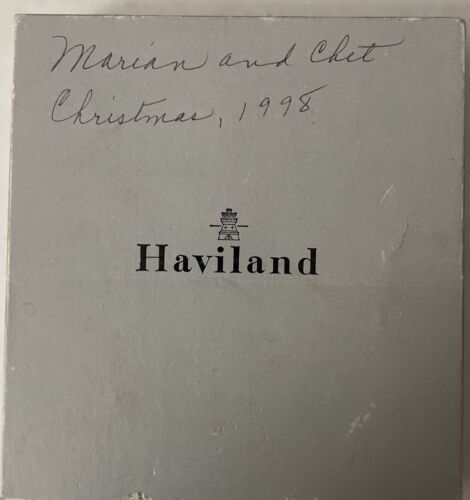 Marian and Chet
Christmas, 1998
Haviland